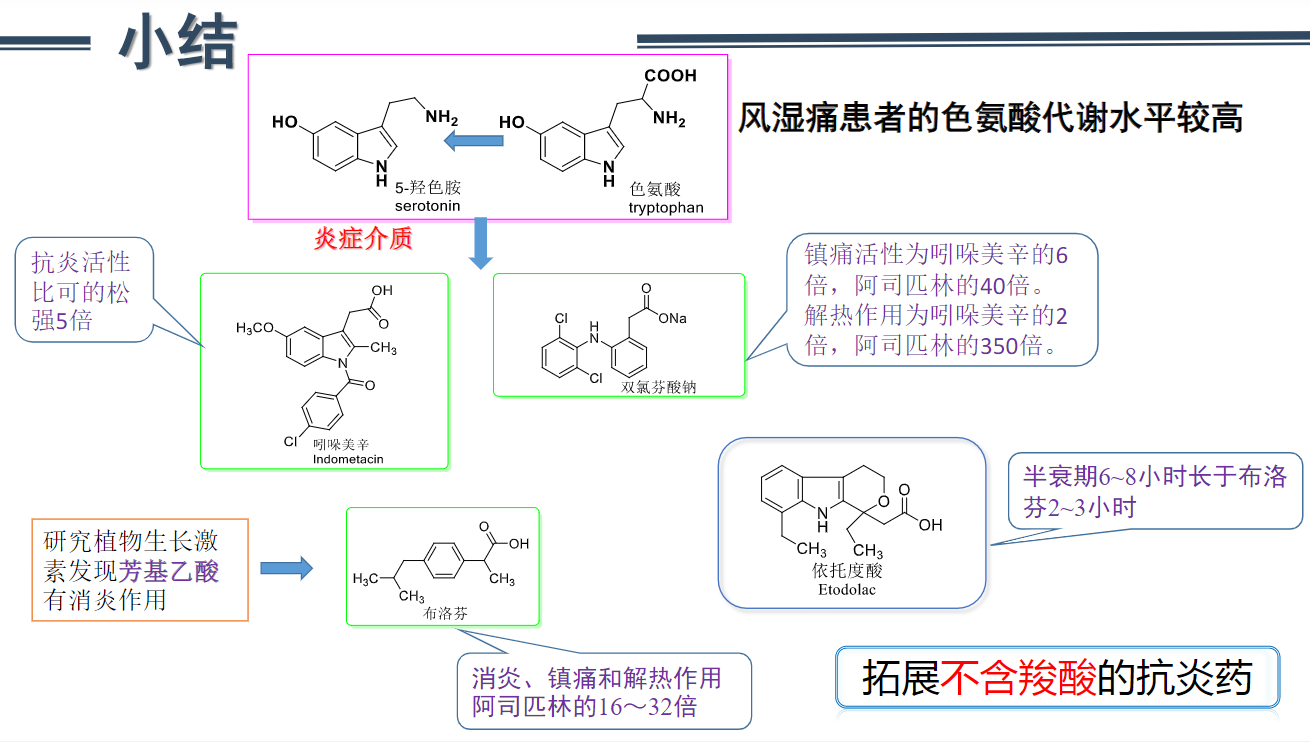 小结
COOH
HO
NH2
HO
NH2
N
H
N
H
5-羟色胺
serotonin
色氨酸
tryptophan
风湿痛患者的色氨酸代谢水平较高
炎症介质
抗炎活性
比可的松
强5倍
OH
O
H3CO
CH3
N
O
Cl
吲哚美辛
Indometacin
O
Cl
H
N
ONa
Cl
双氯芬酸钠
镇痛活性为吲哚美辛的6
倍，阿司匹林的40倍。
解热作用为吲哚美辛的2
倍，阿司匹林的350倍。
O
O
N
H
OH
CH3
CH3
依托度酸
Etodolac
半衰期6~8小时长于布洛
芬2~3小时
研究植物生长激
素发现芳基乙酸
有消炎作用
O
OH
H3C
CH3
CH3
布洛芬
消炎、镇痛和解热作用
阿司匹林的16～32倍
拓展不含羧酸的抗炎药